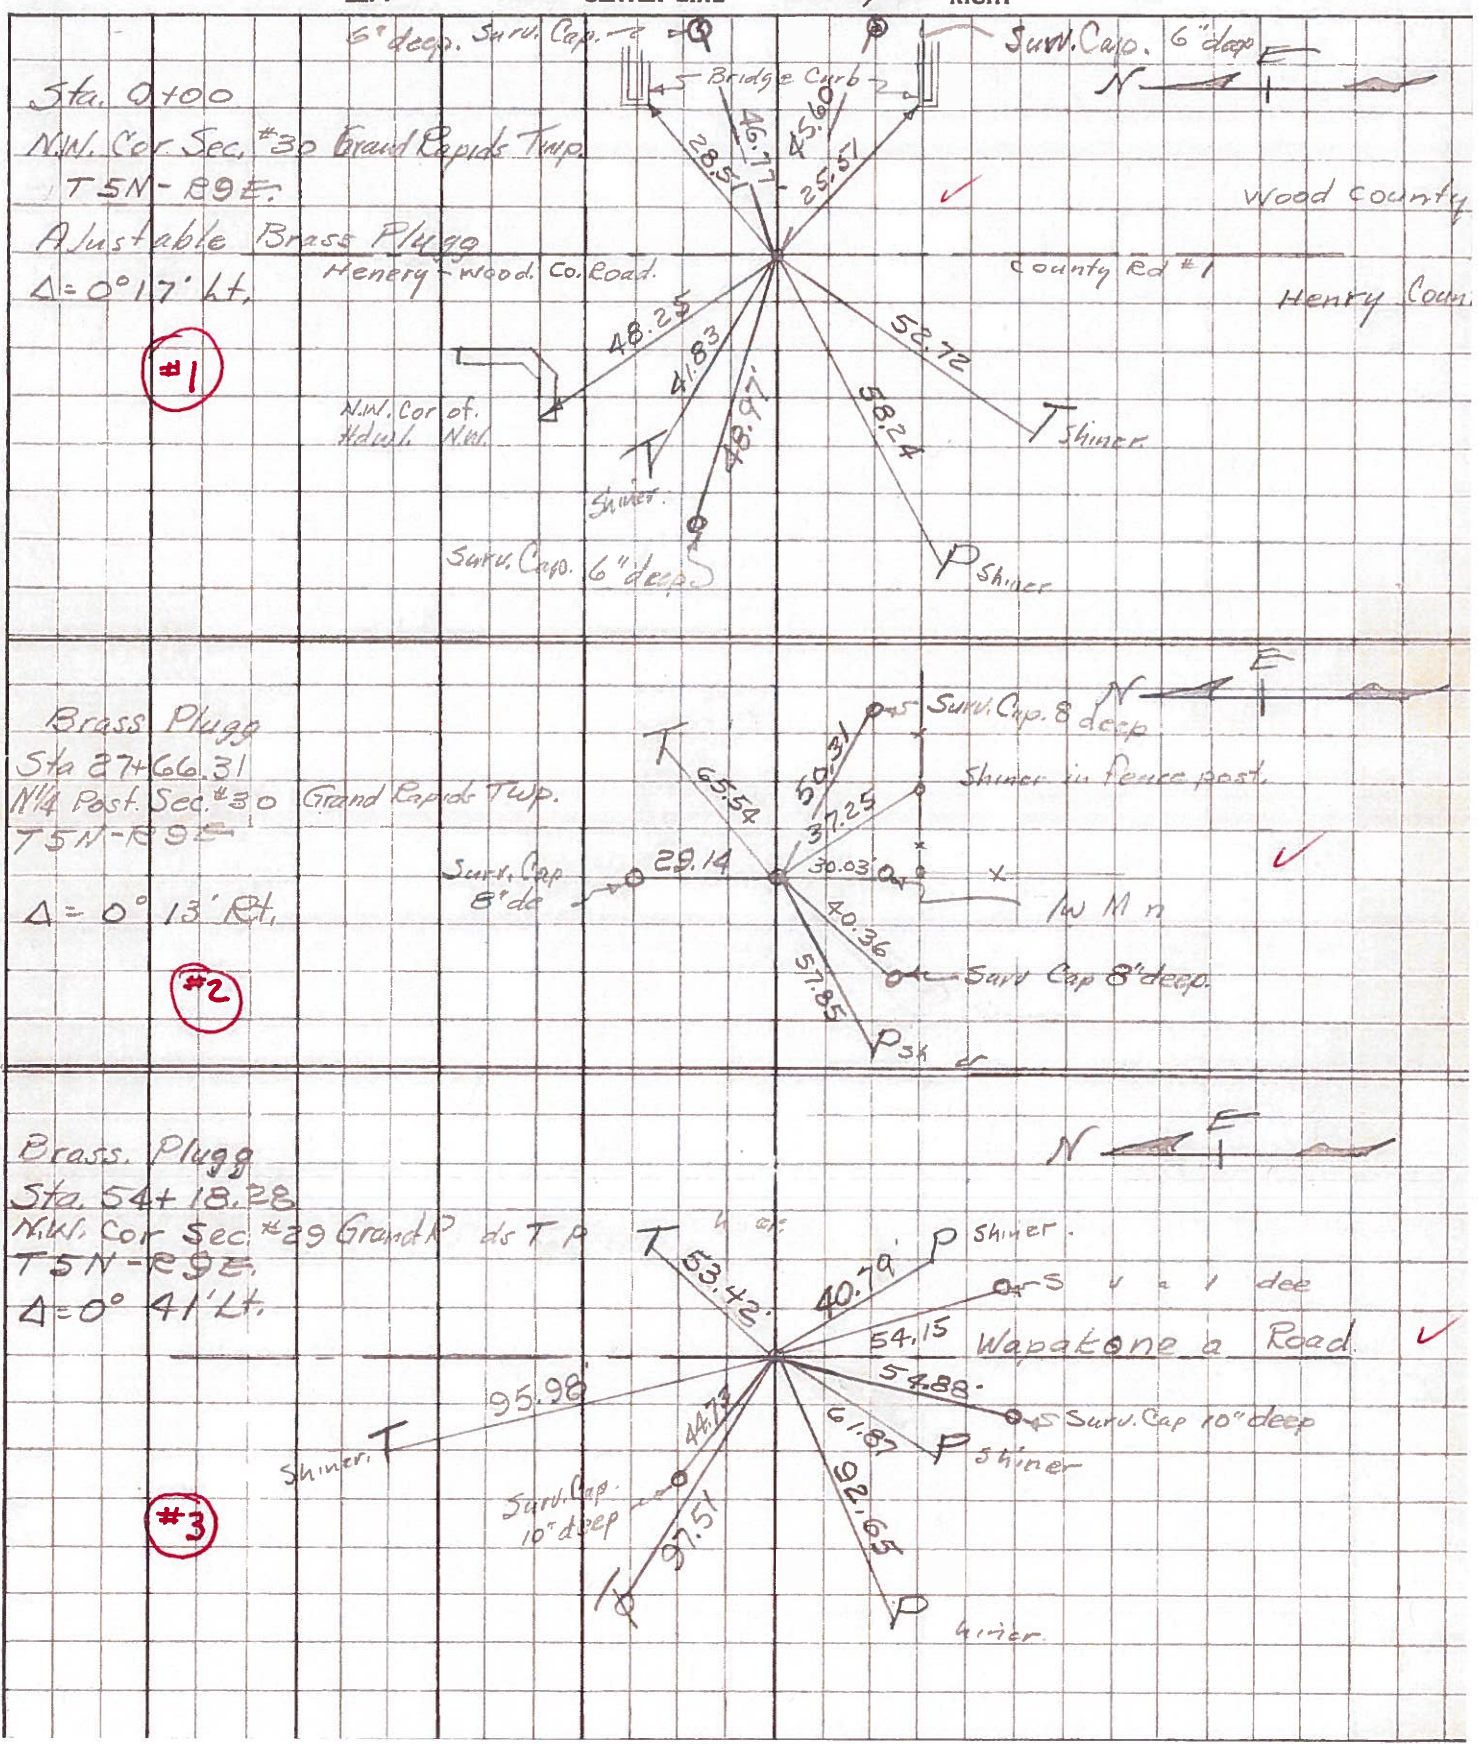 6" deep. Surv. Cap.
Surv. Cap. 6" deep
Bridge Curb
N E
Sta. 0+00
N.W. Cor. Sec. #30 Grand Rapids Twp.
T5N-R9E.
Ajustable Brass Plugg
Δ=0°17' Lt.
#1
28.51
46.77
45.60
25.57
Wood County
Henery-Wood. Co. Road.
County Rd #1
Henry Coun
48.25
41.83
48.97'
58.24
52.72
N.W. Cor of.
Hdwl. N.W.
T Shiner.
T Shiner.
Surv. Cap. 6" deep
P Shiner
N E
Brass Plugg
Sta 27+66.31
N1/4 Post. Sec. #30 Grand Rapids Twp.
T5N-R9E
Δ = 0° 13' Rt.
#2
T
65.54
50.31
Surv. Cap. 8 deep
37.25
Shiner in fence post.
Surv. Cap
8" de
29.14
30.03'
x
40.36
Surv Cap 8" deep.
57.85
P
N E
Brass. Plugg
Sta. 54+18.28
N.W. Cor Sec. #29 Grand
T5N-R9E.
Δ=0° 41' Lt.
#3
T
53.42'
40.79'
P Shiner.
54.15
Wapakone a Road.
54.88
Surv. Cap 10" deep
95.98'
Shiner. T
44.73
61.87
P Shiner
Surv. Cap.
10" deep
97.51
92.65
P